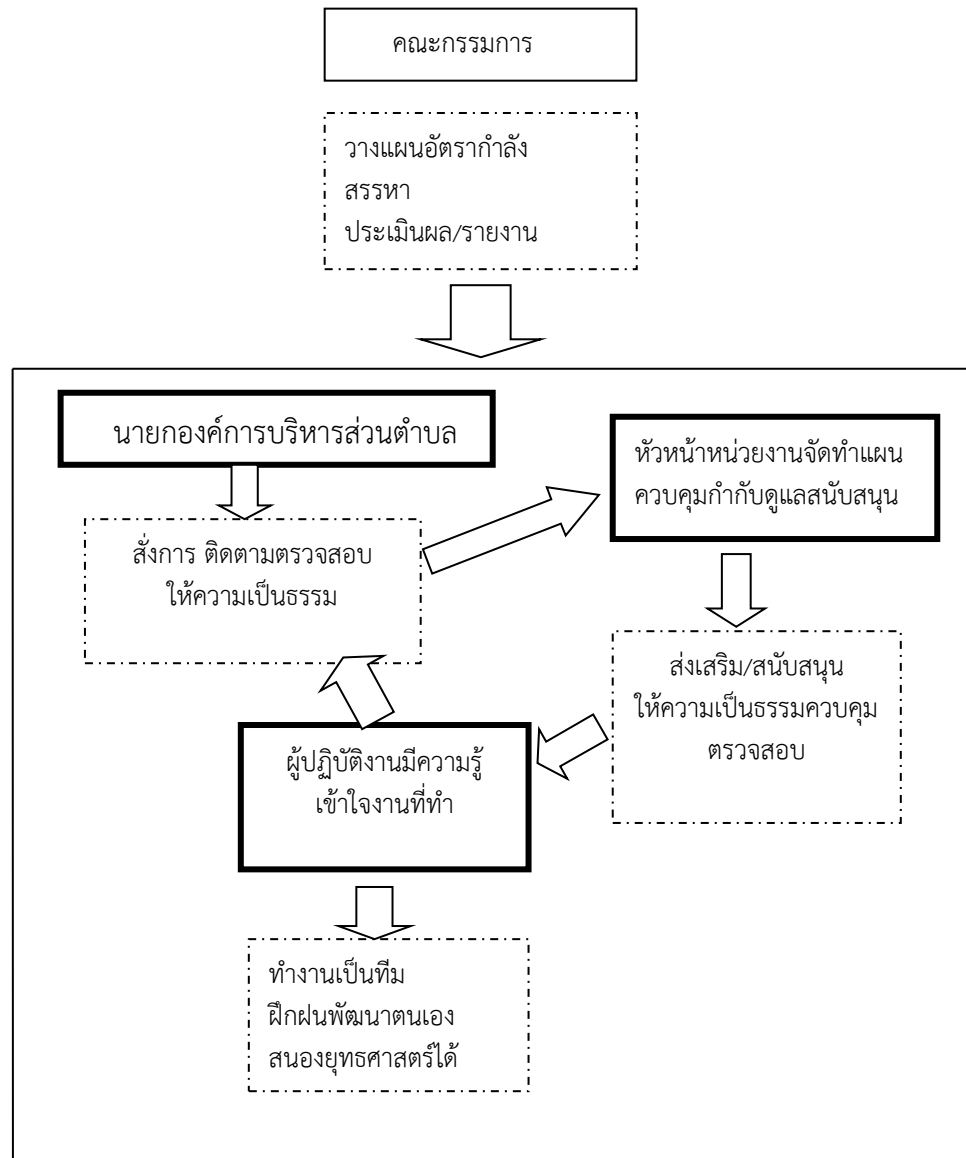 คณะกรรมการ
วางแผนอัตรากำลัง
สรรหา
ประเมินผล/รายงาน
นายกองค์การบริหารส่วนตำบล
สั่งการ ติดตามตรวจสอบ
ให้ความเป็นธรรม
หัวหน้าหน่วยงานจัดทำแผน
ควบคุมกำกับดูแลสนับสนุน
ส่งเสริม/สนับสนุน
ให้ความเป็นธรรมควบคุม
ตรวจสอบ
ผู้ปฏิบัติงานมีความรู้
เข้าใจงานที่ทำ
ทำงานเป็นทีม
ฝึกฝนพัฒนาตนเอง
สนองยุทธศาสตร์ได้